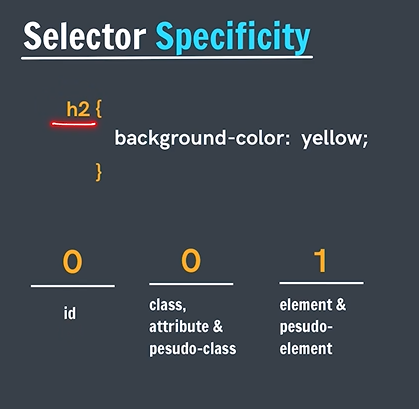 Selector Specificity
h2 {
background-color: yellow;
}
0 0 1
id
class,
attribute &
pesudo-class
element &
pesudo-
element